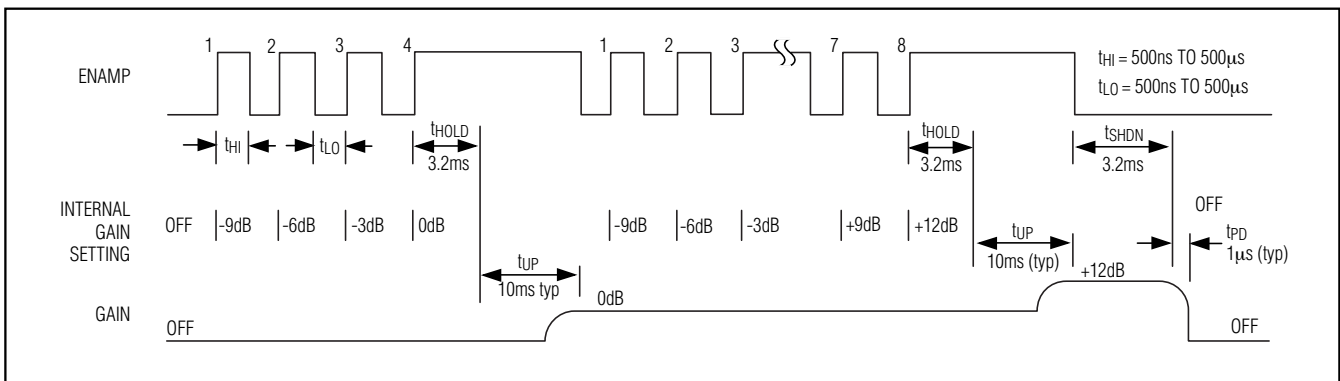 1 2 3 4 1 2 3 7 8
ENAMP
tHI = 500ns TO 500μs
tLO = 500ns TO 500μs
tHI tLO tHOLD
3.2ms
tHOLD
3.2ms
tSHDN
3.2ms
INTERNAL
GAIN
SETTING
OFF -9dB -6dB -3dB 0dB -9dB -6dB -3dB +9dB +12dB
OFF
tUP
10ms typ
tUP
10ms (typ)
tPD
1μs (typ)
GAIN
OFF
0dB
+12dB
OFF